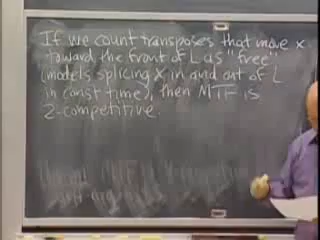 If we count transposes that move x
toward the front of L as "free"
(models splicing x in and out of L
in const time), then MTF is
2-competitive.